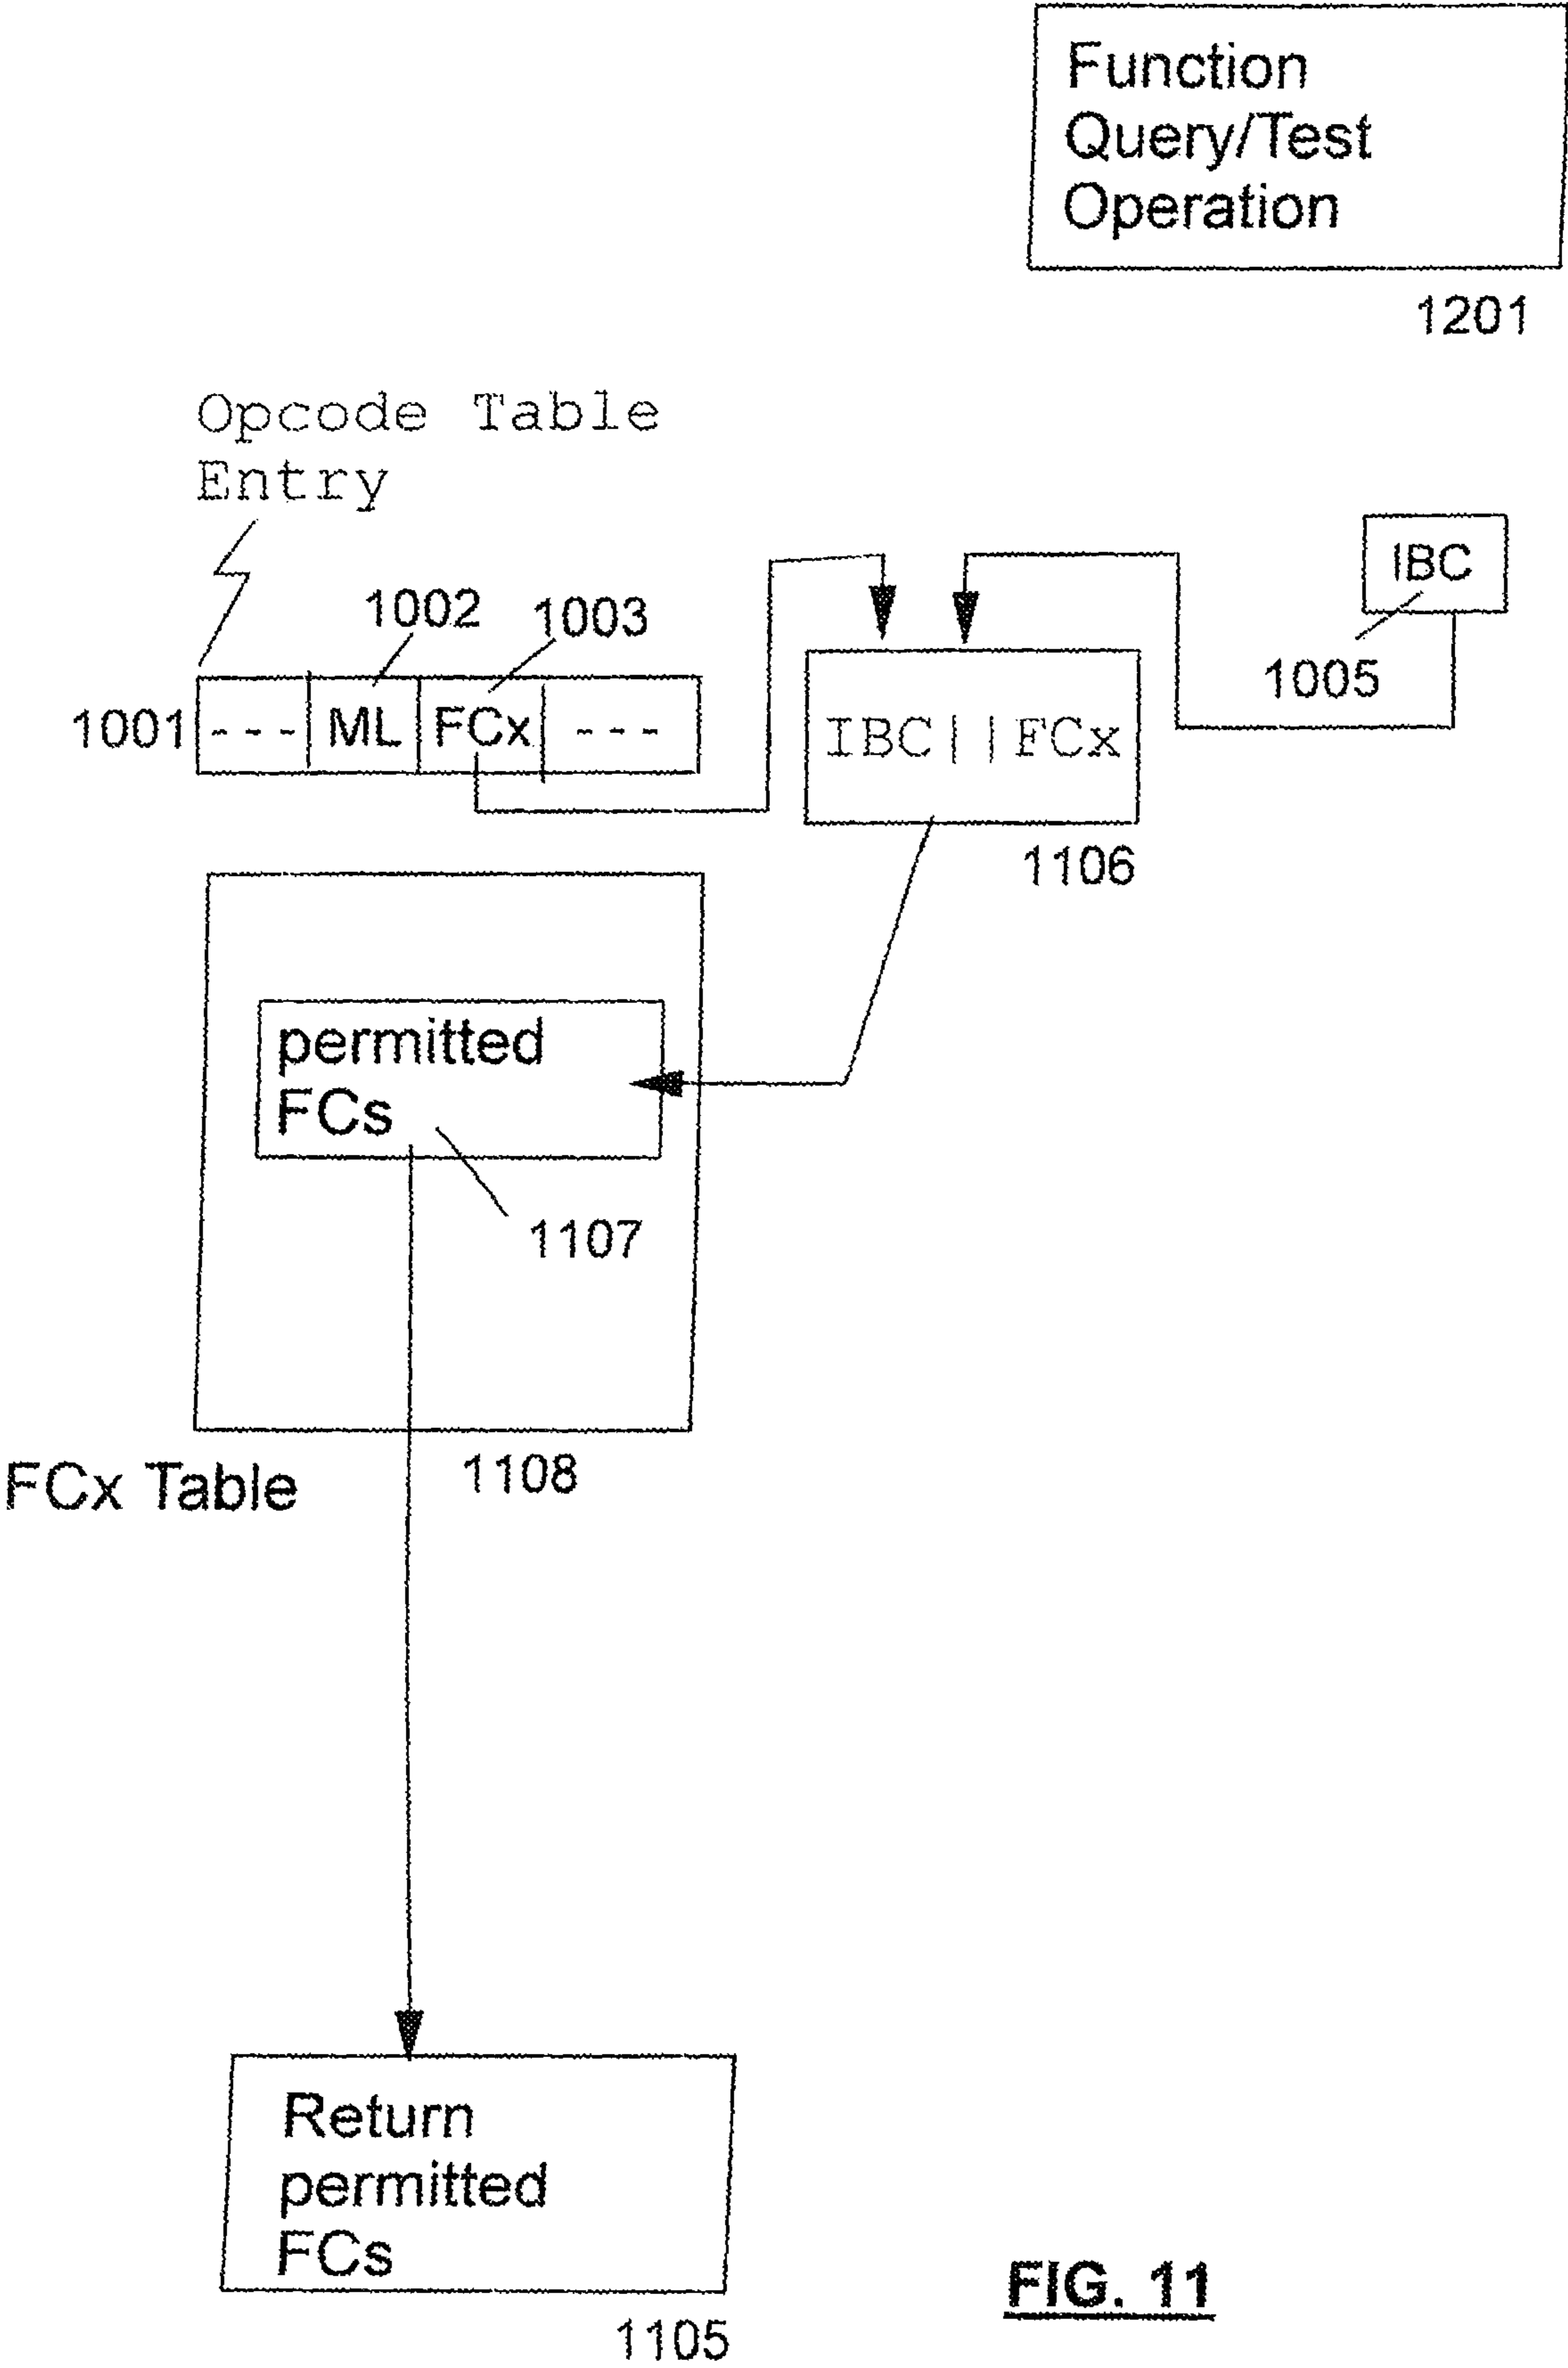 Function
Query/Test
Operation
1201
Opcode Table
Entry
1002
1003
IBC
1005
1001
- - -
ML
FCx
- - -
IBC||FCx
1106
permitted
FCs
1107
1108
FCx Table
Return
permitted
FCs
1105
FIG. 11